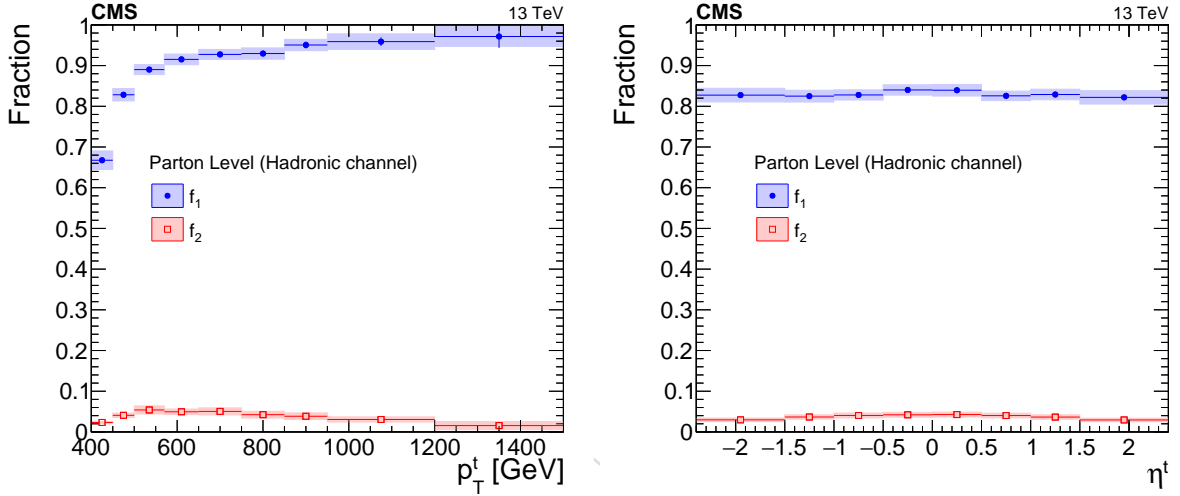 CMS 13 TeV
Fraction
1
0.9
0.8
0.7
0.6
0.5
0.4
0.3
0.2
0.1
0
Parton Level (Hadronic channel)
f₁
f₂
400 600 800 1000 1200 1400
p_T^t [GeV]
CMS 13 TeV
Fraction
1
0.9
0.8
0.7
0.6
0.5
0.4
0.3
0.2
0.1
0
Parton Level (Hadronic channel)
f₁
f₂
−2 −1.5 −1 −0.5 0 0.5 1 1.5 2
η^t